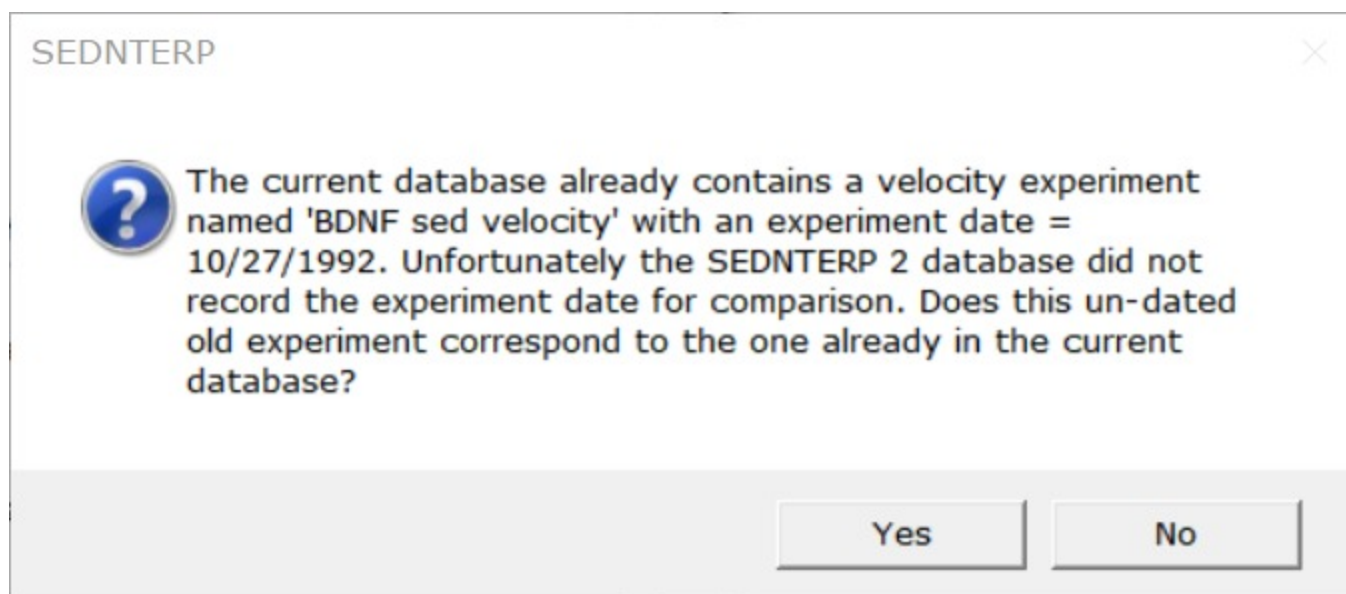 SEDNTERP
The current database already contains a velocity experiment
named 'BDNF sed velocity' with an experiment date =
10/27/1992. Unfortunately the SEDNTERP 2 database did not
record the experiment date for comparison. Does this un-dated
old experiment correspond to the one already in the current
database?
Yes
No